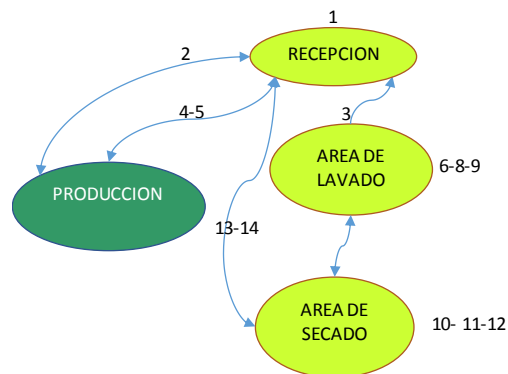 1
RECEPCION
2
4-5
3
AREA DE
LAVADO
6-8-9
PRODUCCION
13-14
AREA DE
SECADO
10- 11-12